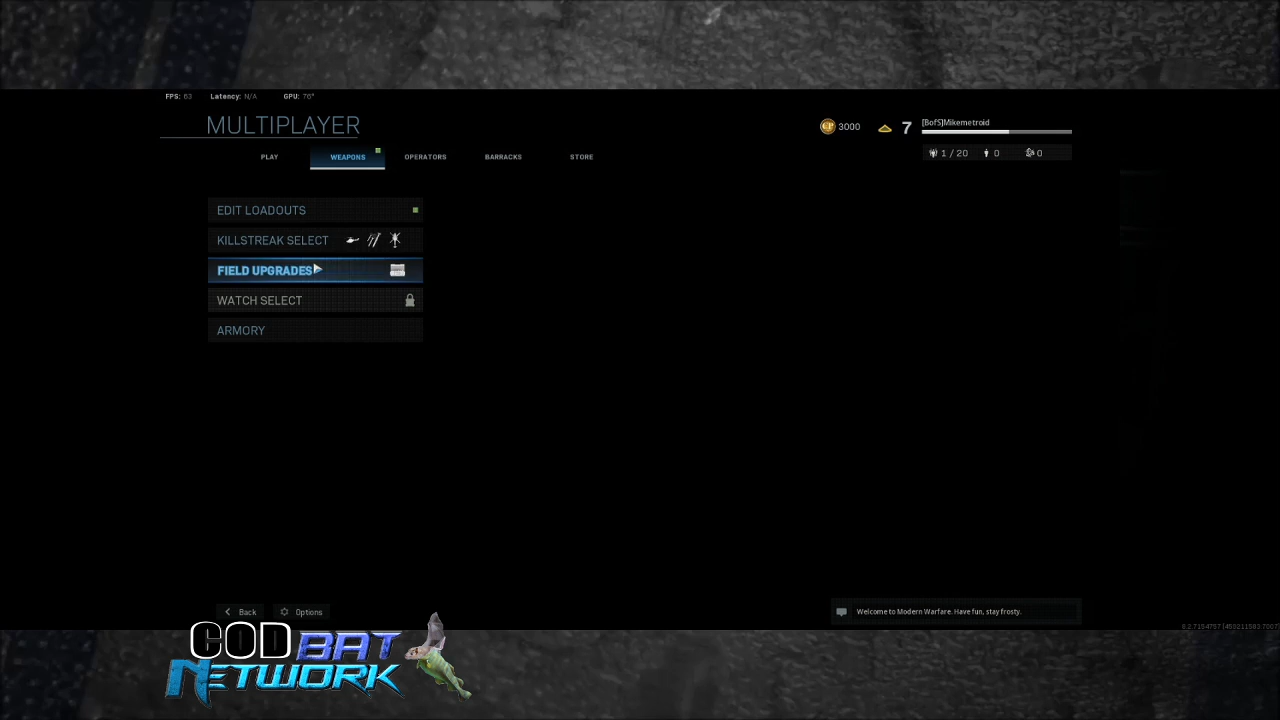 FPS: 63 Latency: N/A GPU: 76°
MULTIPLAYER
CP 3000 7 [BofS]Mikemetroid
PLAY WEAPONS OPERATORS BARRACKS STORE
1 / 20 0 0
EDIT LOADOUTS
KILLSTREAK SELECT
FIELD UPGRADES
WATCH SELECT
ARMORY
Back Options
Welcome to Modern Warfare. Have fun, stay frosty.
CODBAT
NETWORK